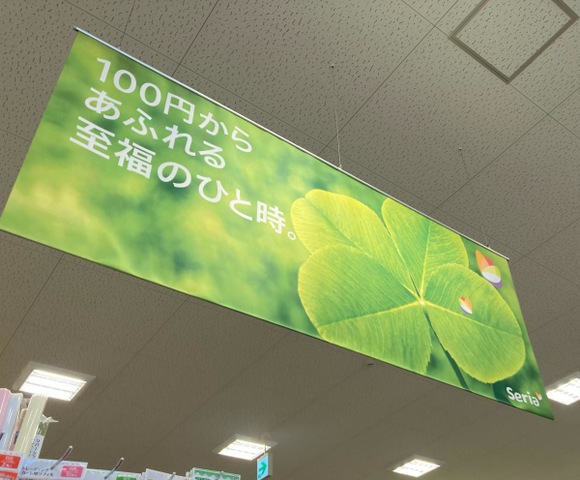 100円から
あふれる
至福のひと時。
Seria